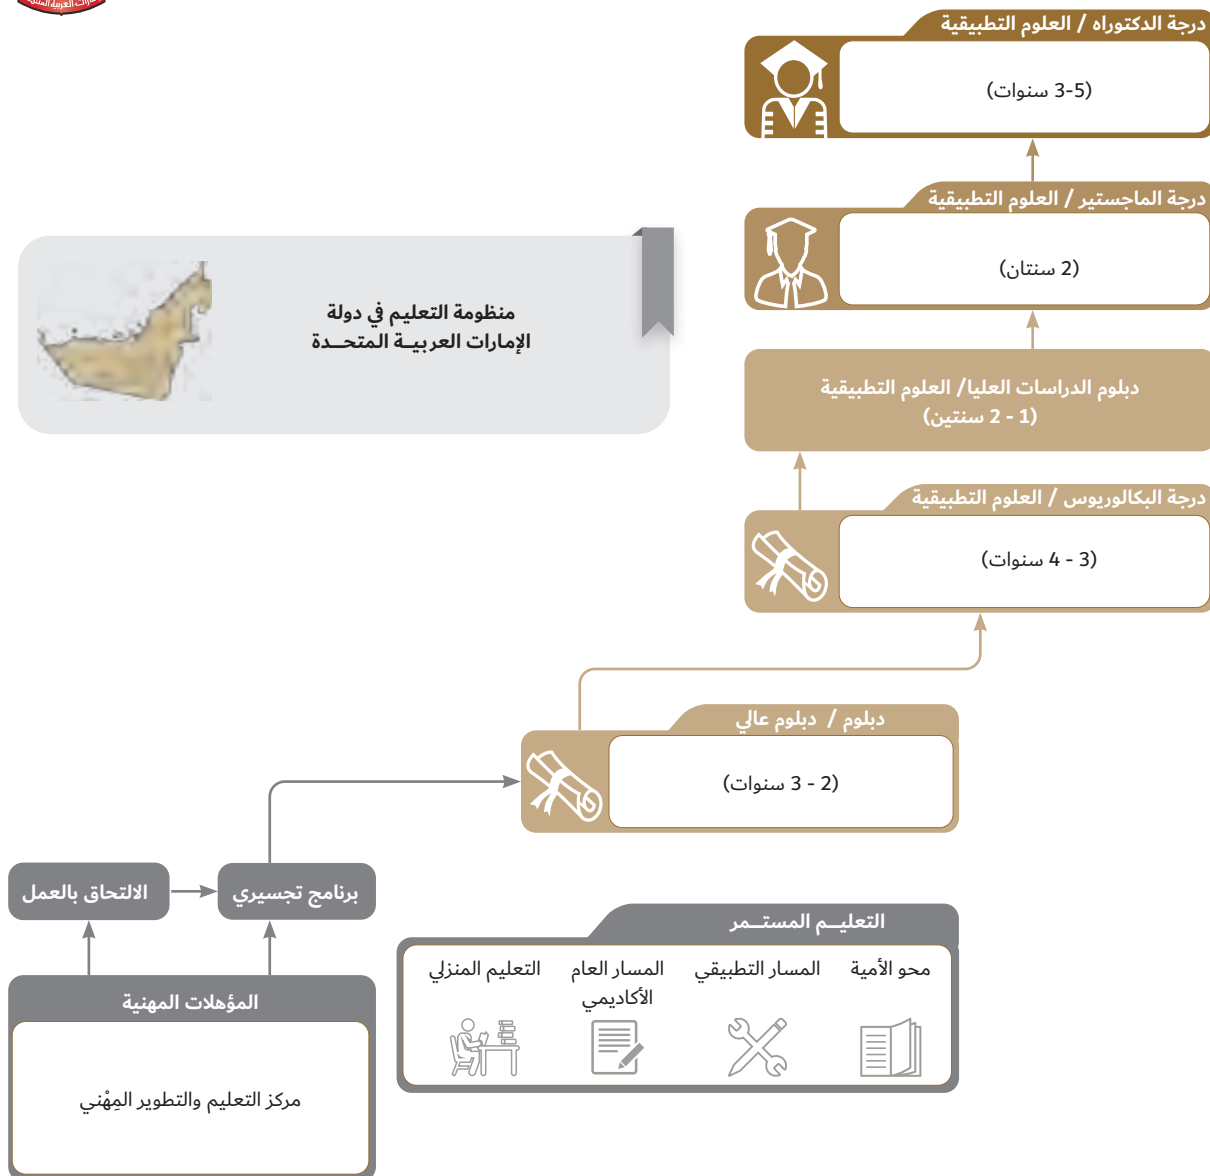 درجة الدكتوراه / العلوم التطبيقية
(3-5 سنوات)
درجة الماجستير / العلوم التطبيقية
(2 سنتان)
منظومة التعليم في دولة
الإمارات العربيــة المتحــدة
دبلوم الدراسات العليا/ العلوم التطبيقية
(1 - 2 سنتين)
درجة البكالوريوس / العلوم التطبيقية
(3 - 4 سنوات)
دبلوم / دبلوم عالي
(2 - 3 سنوات)
برنامج تجسيري
الالتحاق بالعمل
التعليــم المستــمر
محو الأمية
المسار التطبيقي
المسار العام
الأكاديمي
التعليم المنزلي
المؤهلات المهنية
مركز التعليم والتطوير المِهْني